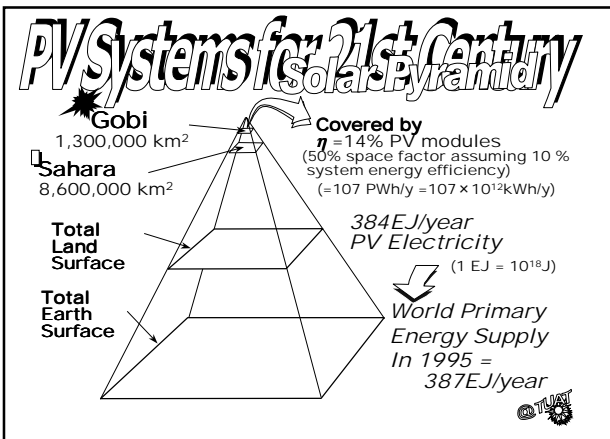 PV Systems for 21st Century
Solar Pyramid
Gobi
1,300,000 km²
Sahara
8,600,000 km²
Covered by
η =14% PV modules
(50% space factor assuming 10 %
system energy efficiency)
(=107 PWh/y =107×10¹²kWh/y)
Total
Land
Surface
384EJ/year
PV Electricity
(1 EJ = 10¹⁸J)
Total
Earth
Surface
World Primary
Energy Supply
In 1995 =
387EJ/year
@TUAT